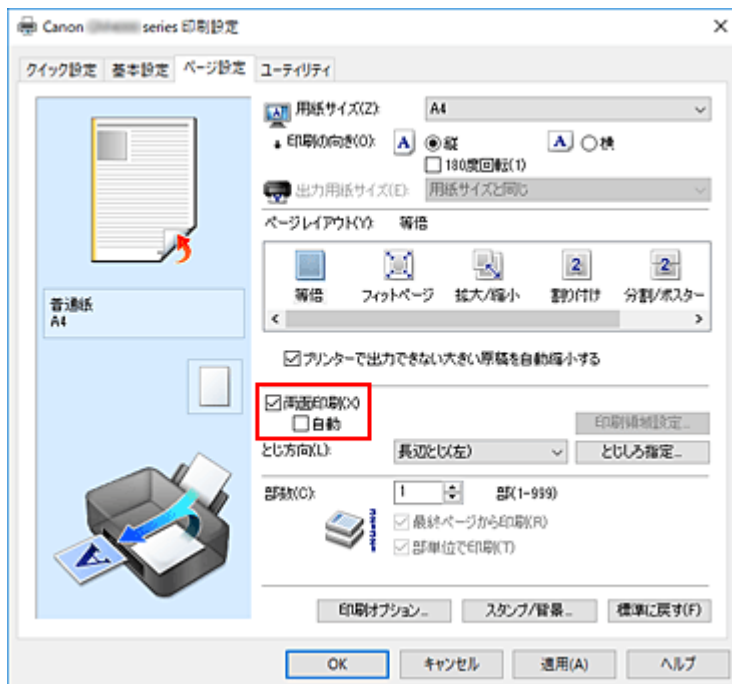 Canon series 印刷設定
クイック設定 基本設定 ページ設定 ユーティリティ
用紙サイズ(Z): A4
印刷の向き(O): A 縦 A 横
180度回転(1)
出力用紙サイズ(E): 用紙サイズと同じ
ページレイアウト(Y): 等倍
等倍 フィットページ 拡大/縮小 割り付け 分割/ポスター
普通紙
A4
プリンターで出力できない大きい原稿を自動縮小する
両面印刷(X)
自動
印刷領域設定...
とじ方向(L): 長辺とじ(左) とじしろ指定...
部数(C): 1 部(1-999)
最終ページから印刷(R)
部単位で印刷(T)
印刷オプション... スタンプ/背景... 標準に戻す(F)
OK キャンセル 適用(A) ヘルプ